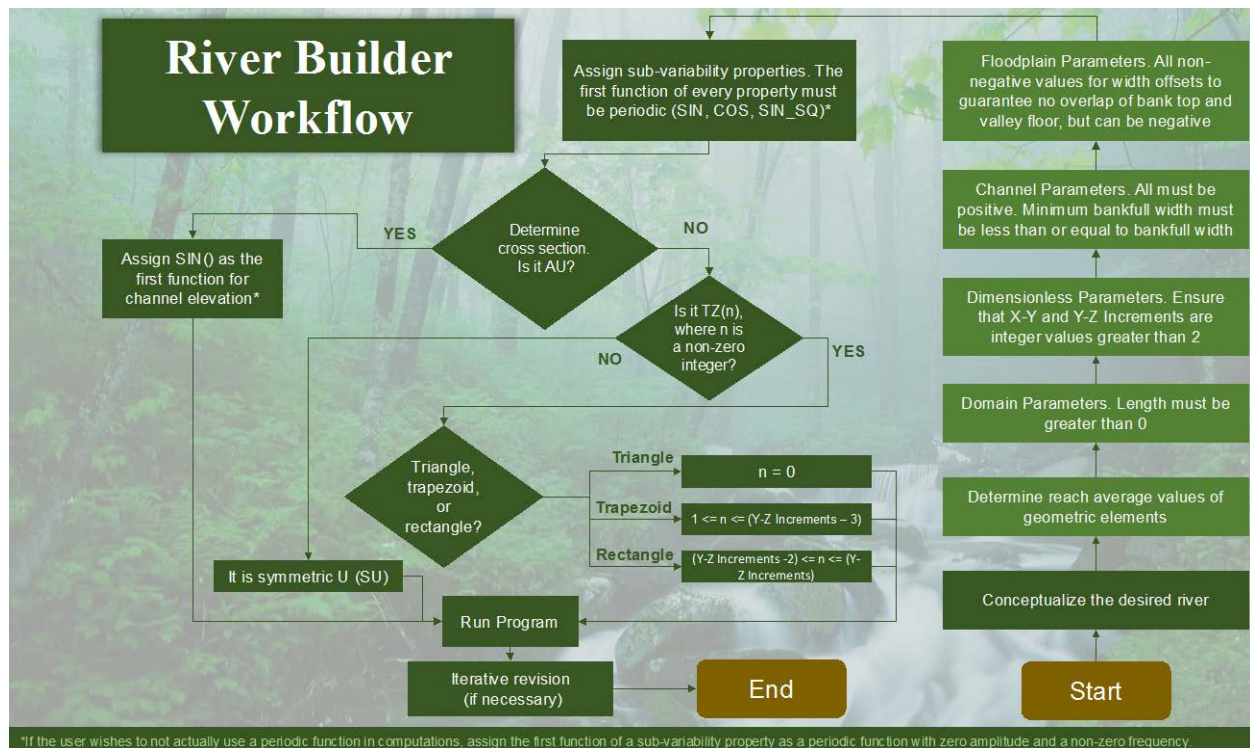 River Builder
Workflow
Assign sub-variability properties. The
first function of every property must
be periodic (SIN, COS, SIN_SQ)*
Floodplain Parameters. All non-
negative values for width offsets to
guarantee no overlap of bank top and
valley floor, but can be negative
Channel Parameters. All must be
positive. Minimum bankfull width must
be less than or equal to bankfull width
YES
Determine
cross section.
Is it AU?
NO
Assign SIN() as the
first function for
channel elevation*
Dimensionless Parameters. Ensure
that X-Y and Y-Z Increments are
integer values greater than 2
Is it TZ(n),
where n is
a non-zero
integer?
NO
YES
Domain Parameters. Length must be
greater than 0
Triangle,
trapezoid,
or
rectangle?
Triangle
n = 0
Trapezoid
1 <= n <= (Y-Z Increments – 3)
Rectangle
(Y-Z Increments -2) <= n <= (Y-
Z Increments)
Determine reach average values of
geometric elements
It is symmetric U (SU)
Conceptualize the desired river
Run Program
Iterative revision
(if necessary)
End
Start
*If the user wishes to not actually use a periodic function in computations, assign the first function of a sub-variability property as a periodic function with zero amplitude and a non-zero frequency.